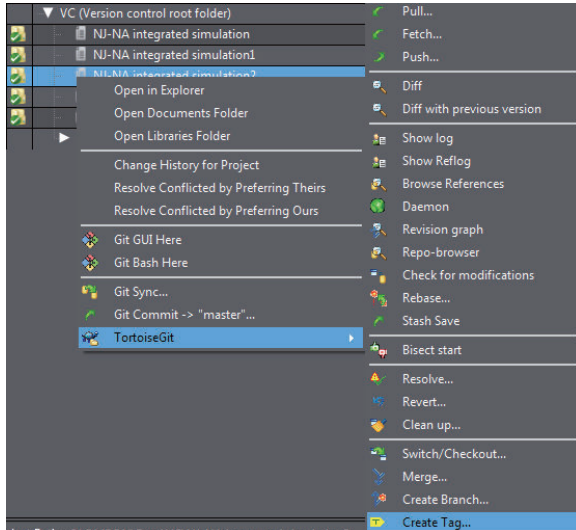 VC (Version control root folder)
NJ-NA integrated simulation
NJ-NA integrated simulation1
NJ-NA integrated simulation2
Open in Explorer
Open Documents Folder
Open Libraries Folder
Change History for Project
Resolve Conflicted by Preferring Theirs
Resolve Conflicted by Preferring Ours
Git GUI Here
Git Bash Here
Git Sync...
Git Commit -> "master"...
TortoiseGit
Pull...
Fetch...
Push...
Diff
Diff with previous version
Show log
Show Reflog
Browse References
Daemon
Revision graph
Repo-browser
Check for modifications
Rebase...
Stash Save
Bisect start
Resolve...
Revert...
Clean up...
Switch/Checkout...
Merge...
Create Branch...
Create Tag...